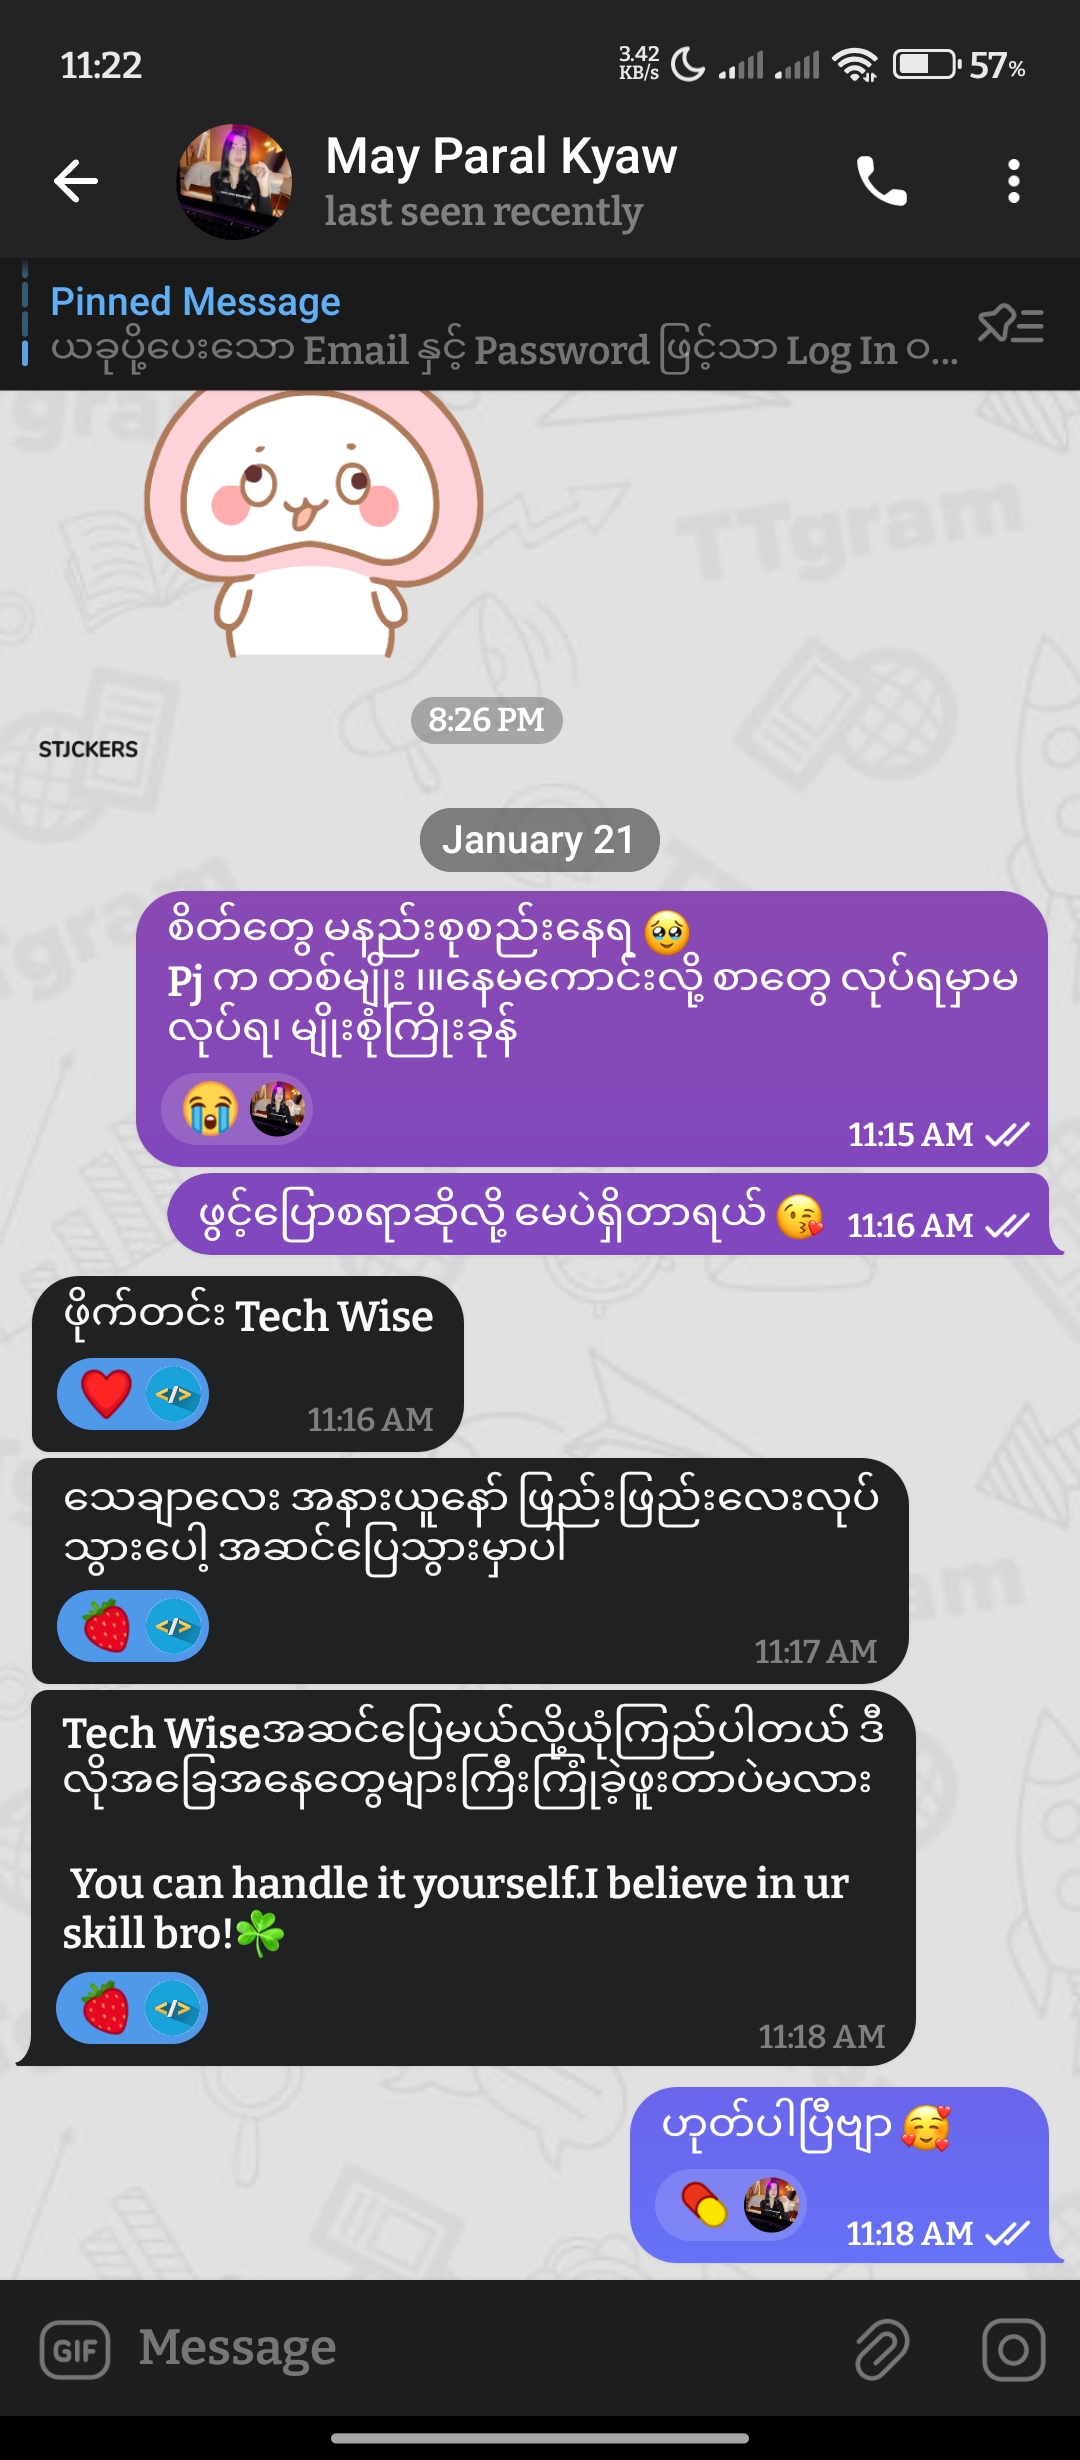 11:22
3.42 KB/s
57%
May Paral Kyaw
last seen recently
Pinned Message
ယခုပို့ပေးသော Email နှင့် Password ဖြင့်သာ Log In ဝ...
TTgram
8:26 PM
STJCKERS
January 21
စိတ်တွေ မနည်းစုစည်းနေရ 🥹
Pj က တစ်မျိုး ။။နေမကောင်းလို့ စာတွေ လုပ်ရမှာမ
လုပ်ရ၊ မျိုးစုံကြိုးခုန်
11:15 AM
ဖွင့်ပြောစရာဆိုလို့ မေပဲရှိတာရယ် 😘 11:16 AM
ဖိုက်တင်း Tech Wise
</>
11:16 AM
သေချာလေး အနားယူနော် ဖြည်းဖြည်းလေးလုပ်
သွားပေါ့ အဆင်ပြေသွားမှာပါ
</>
11:17 AM
Tech Wiseအဆင်ပြေမယ်လို့ယုံကြည်ပါတယ် ဒီ
လိုအခြေအနေတွေများကြီးကြုံခဲ့ဖူးတာပဲမလား
You can handle it yourself.I believe in ur
skill bro!☘️
</>
11:18 AM
ဟုတ်ပါပြီဗျာ 🥰
11:18 AM
GIF
Message